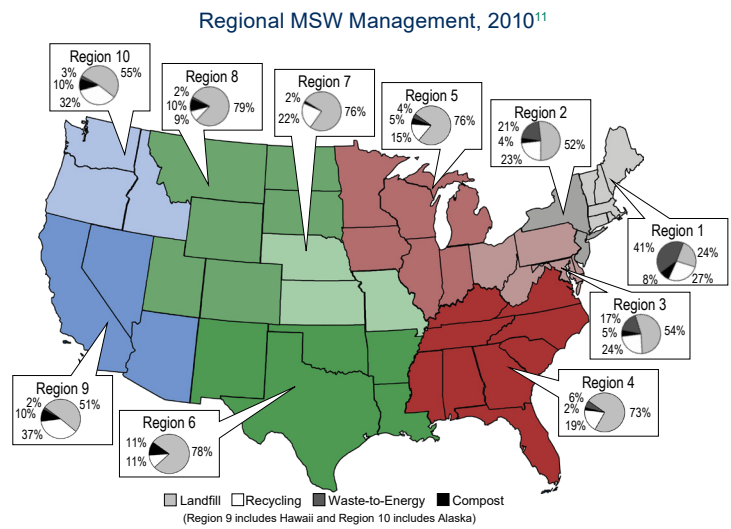 Regional MSW Management, 2010¹¹
Region 10
3%
55%
10%
32%
Region 8
2%
10%
79%
9%
Region 7
2%
76%
22%
Region 5
4%
5%
76%
15%
Region 2
21%
4%
52%
23%
Region 1
41%
24%
8%
27%
Region 3
17%
5%
54%
24%
Region 4
6%
2%
73%
19%
Region 9
2%
51%
10%
37%
Region 6
11%
78%
11%
Landfill Recycling Waste-to-Energy Compost
(Region 9 includes Hawaii and Region 10 includes Alaska)